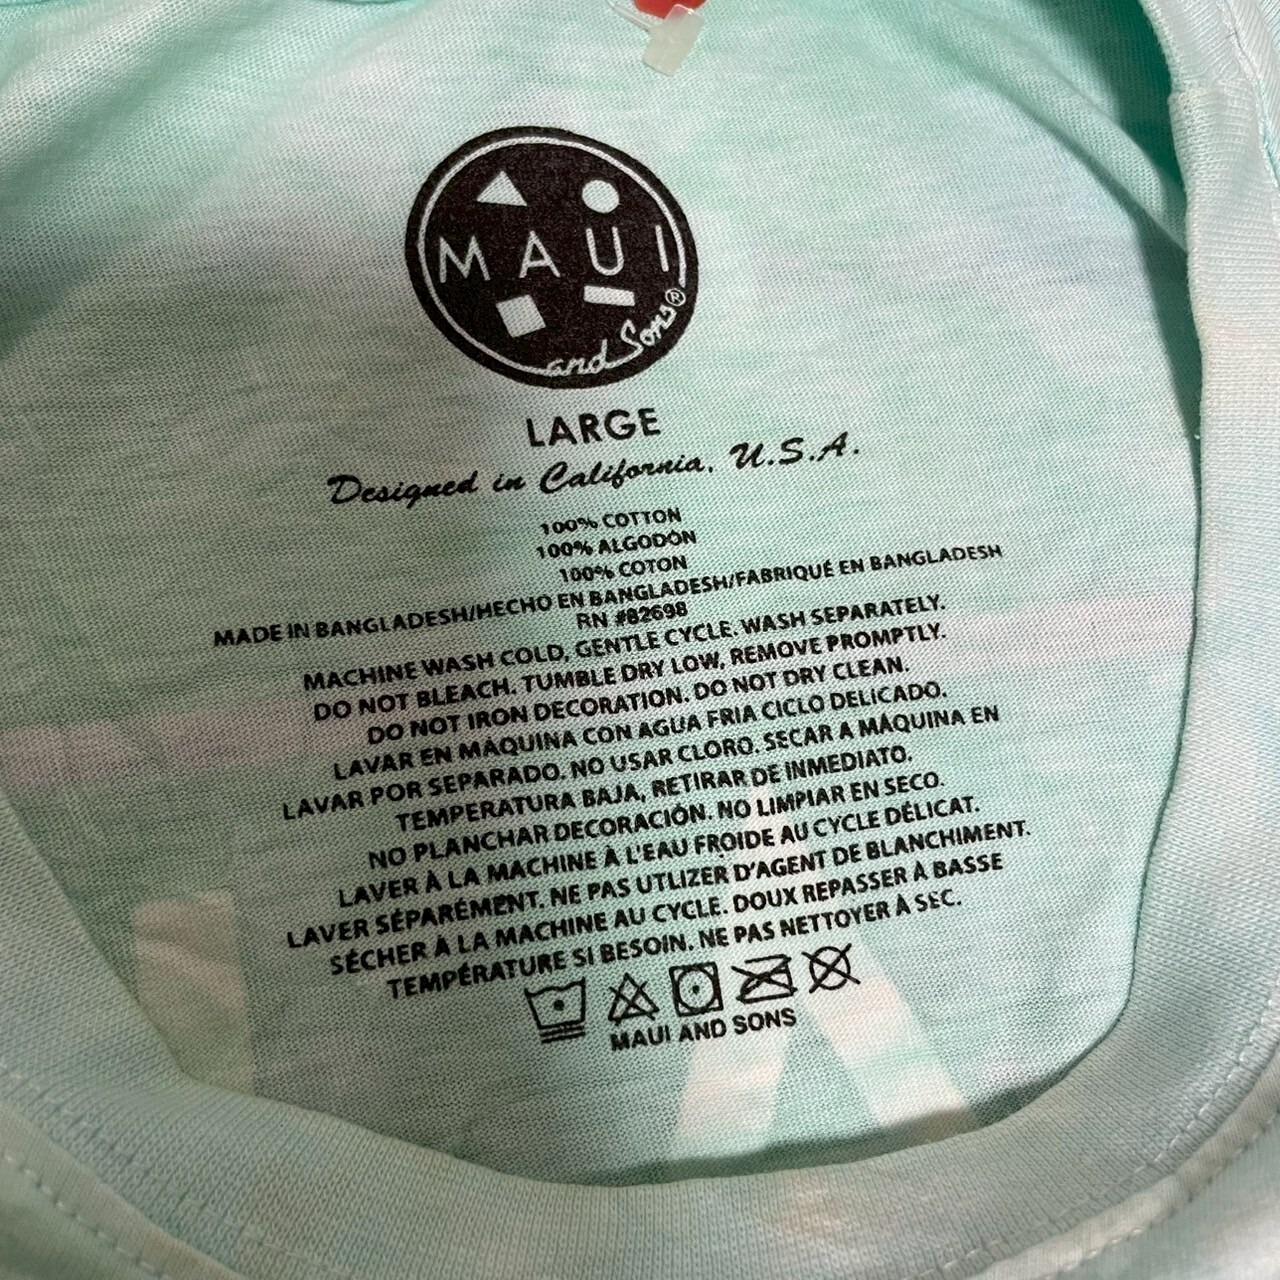 MAUI
and Sons®
LARGE
Designed in California, U.S.A.
100% COTTON
100% ALGODÓN
100% COTON
MADE IN BANGLADESH/HECHO EN BANGLADESH/FABRIQUÉ EN BANGLADESH
RN #82698
MACHINE WASH COLD, GENTLE CYCLE. WASH SEPARATELY.
DO NOT BLEACH. TUMBLE DRY LOW, REMOVE PROMPTLY.
DO NOT IRON DECORATION. DO NOT DRY CLEAN.
LAVAR EN MÁQUINA CON AGUA FRIA CICLO DELICADO.
LAVAR POR SEPARADO. NO USAR CLORO. SECAR A MÁQUINA EN
TEMPERATURA BAJA, RETIRAR DE INMEDIATO.
NO PLANCHAR DECORACIÓN. NO LIMPIAR EN SECO.
LAVER À LA MACHINE À L'EAU FROIDE AU CYCLE DÉLICAT.
LAVER SÉPARÉMENT. NE PAS UTLIZER D'AGENT DE BLANCHIMENT.
SÉCHER À LA MACHINE AU CYCLE. DOUX REPASSER À BASSE
TEMPÉRATURE SI BESOIN. NE PAS NETTOYER À SEC.
MAUI AND SONS